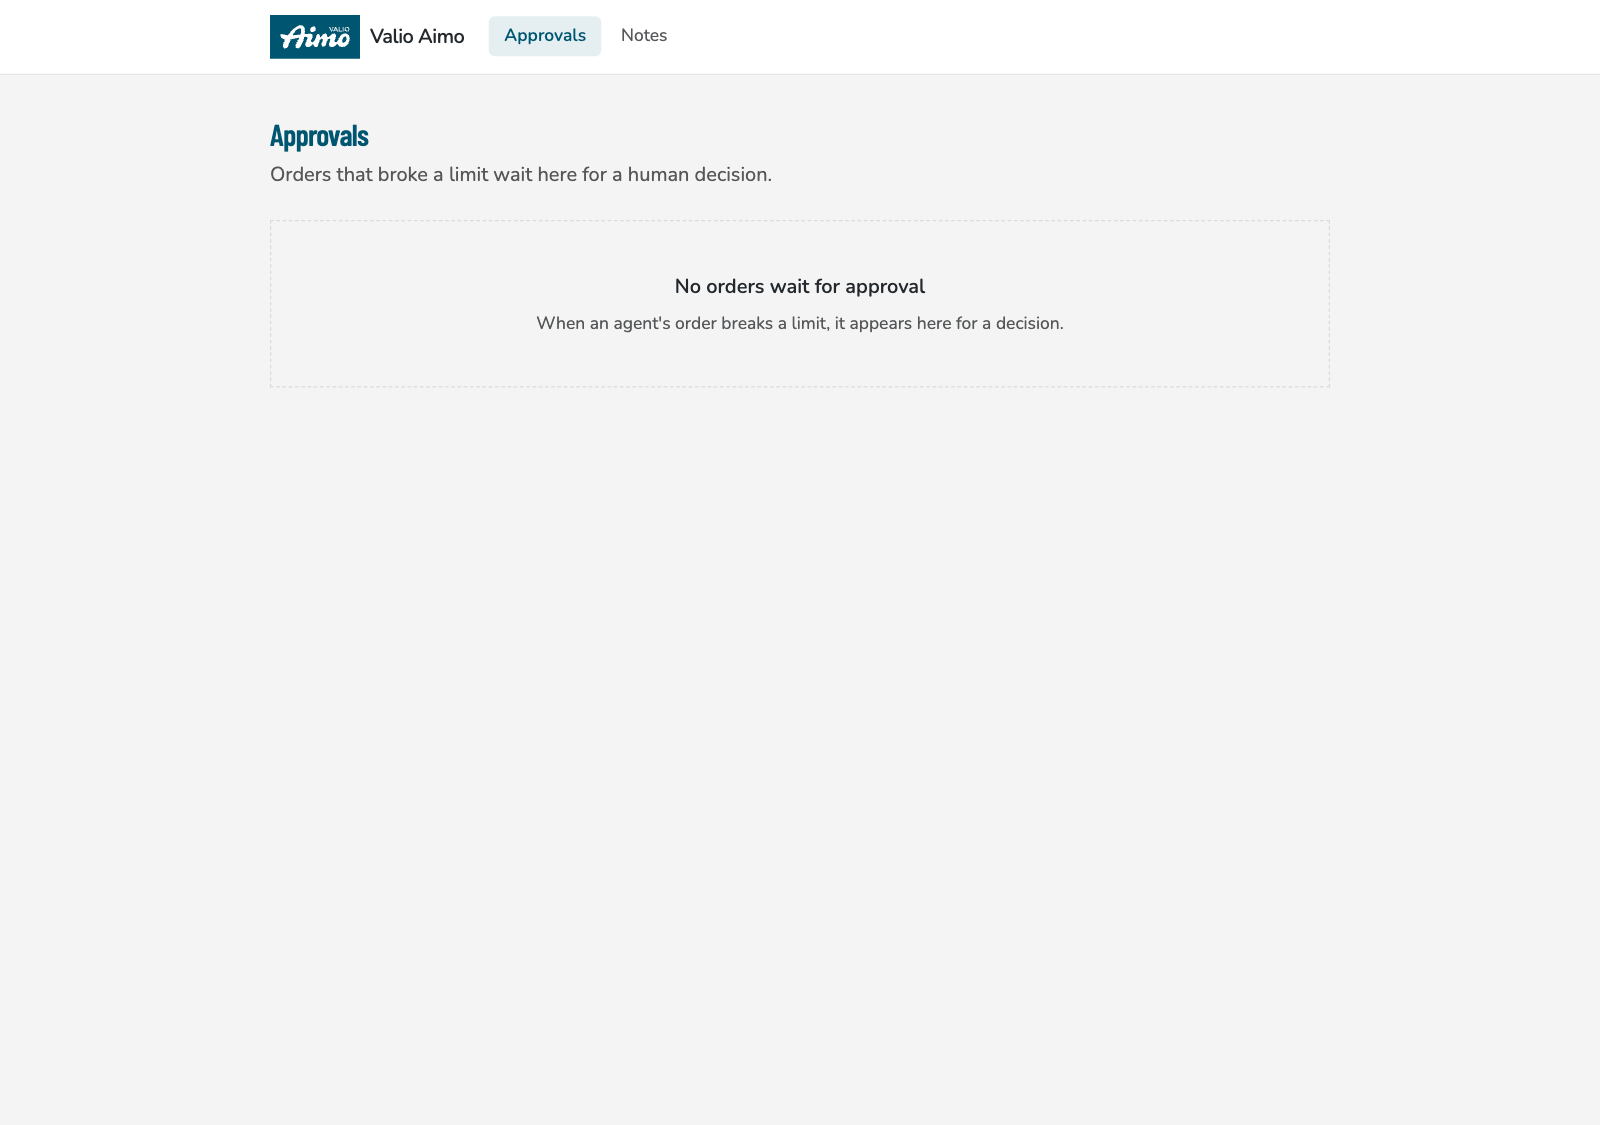 VALIO
Aimo
Valio Aimo
Approvals
Notes
Approvals
Orders that broke a limit wait here for a human decision.
No orders wait for approval
When an agent's order breaks a limit, it appears here for a decision.